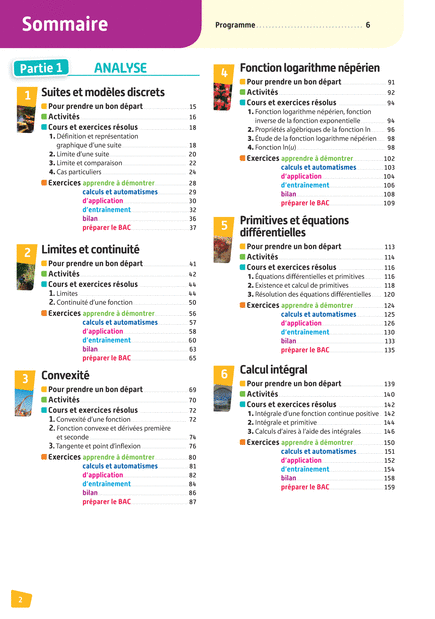 Sommaire
Programme 6
Partie 1 ANALYSE
1 Suites et modèles discrets
Pour prendre un bon départ 15
Activités 16
Cours et exercices résolus 18
1. Définition et représentation
graphique d'une suite 18
2. Limite d'une suite 20
3. Limite et comparaison 22
4. Cas particuliers 24
Exercices apprendre à démontrer 28
calculs et automatismes 29
d'application 30
d'entraînement 32
bilan 36
préparer le BAC 37
2 Limites et continuité
Pour prendre un bon départ 41
Activités 42
Cours et exercices résolus 44
1. Limites 44
2. Continuité d'une fonction 50
Exercices apprendre à démontrer 56
calculs et automatismes 57
d'application 58
d'entraînement 60
bilan 63
préparer le BAC 65
3 Convexité
Pour prendre un bon départ 69
Activités 70
Cours et exercices résolus 72
1. Convexité d'une fonction 72
2. Fonction convexe et dérivées première
et seconde 74
3. Tangente et point d'inflexion 76
Exercices apprendre à démontrer 80
calculs et automatismes 81
d'application 82
d'entraînement 84
bilan 86
préparer le BAC 87
4 Fonction logarithme népérien
Pour prendre un bon départ 91
Activités 92
Cours et exercices résolus 94
1. Fonction logarithme népérien, fonction
inverse de la fonction exponentielle 94
2. Propriétés algébriques de la fonction ln 96
3. Étude de la fonction logarithme népérien 98
4. Fonction ln(u) 98
Exercices apprendre à démontrer 102
calculs et automatismes 103
d'application 104
d'entraînement 106
bilan 108
préparer le BAC 109
5 Primitives et équations
différentielles
Pour prendre un bon départ 113
Activités 114
Cours et exercices résolus 116
1. Équations différentielles et primitives 116
2. Existence et calcul de primitives 118
3. Résolution des équations différentielles 120
Exercices apprendre à démontrer 124
calculs et automatismes 125
d'application 126
d'entraînement 130
bilan 133
préparer le BAC 135
6 Calcul intégral
Pour prendre un bon départ 139
Activités 140
Cours et exercices résolus 142
1. Intégrale d'une fonction continue positive 142
2. Intégrale et primitive 144
3. Calculs d'aires à l'aide des intégrales 146
Exercices apprendre à démontrer 150
calculs et automatismes 151
d'application 152
d'entraînement 154
bilan 158
préparer le BAC 159
2